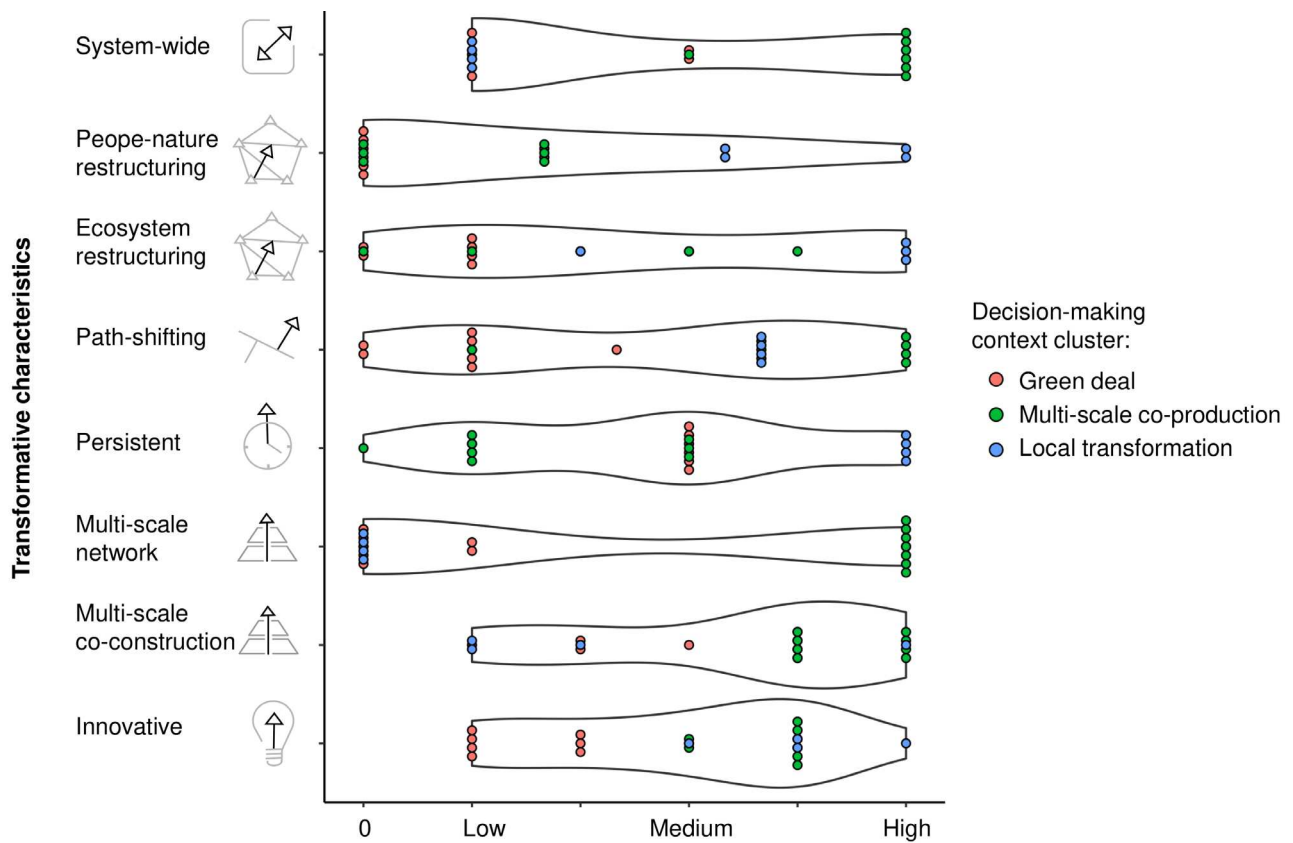 Transformative characteristics
System-wide
Peope-nature
restructuring
Ecosystem
restructuring
Path-shifting
Persistent
Multi-scale
network
Multi-scale
co-construction
Innovative
0
Low
Medium
High
Decision-making
context cluster:
Green deal
Multi-scale co-production
Local transformation